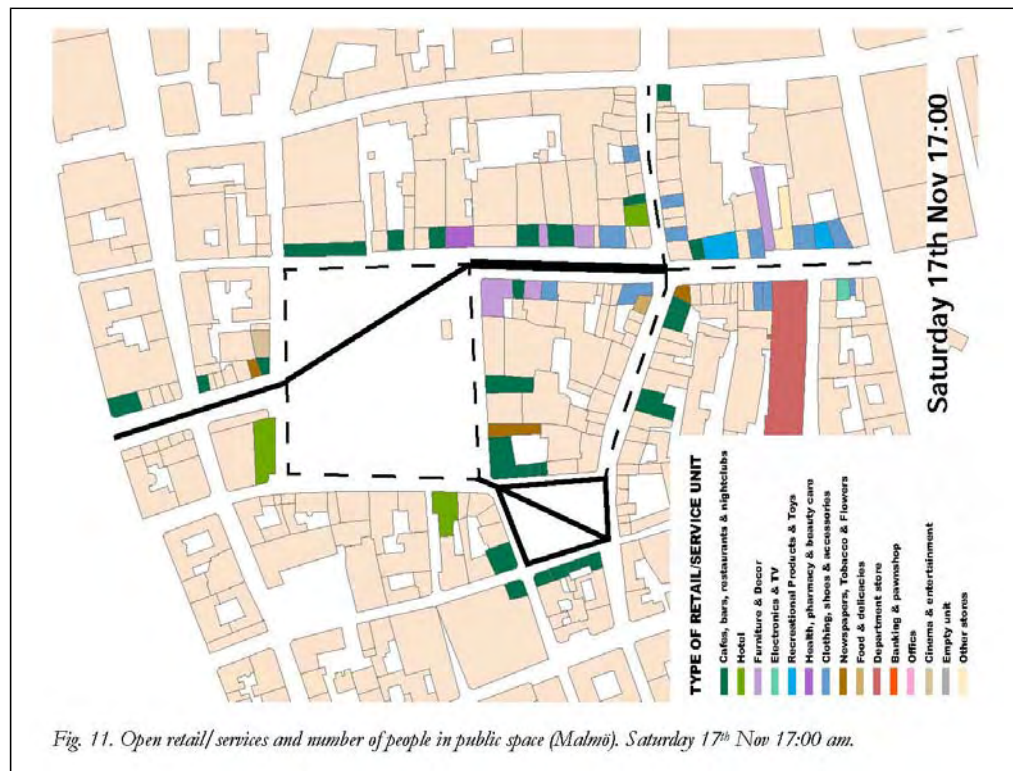 Saturday 17th Nov 17:00
TYPE OF RETAIL/SERVICE UNIT
Cafes, bars, restaurants & nightclubs
Hotel
Furniture & Decor
Electronics & TV
Recreational Products & Toys
Health, pharmacy & beauty care
Clothing, shoes & accessories
Newspapers, Tobacco & Flowers
Food & delicacies
Department store
Banking & pawnshop
Office
Cinema & entertainment
Empty unit
Other stores
Fig. 11. Open retail/services and number of people in public space (Malmö). Saturday 17th Nov 17:00 am.